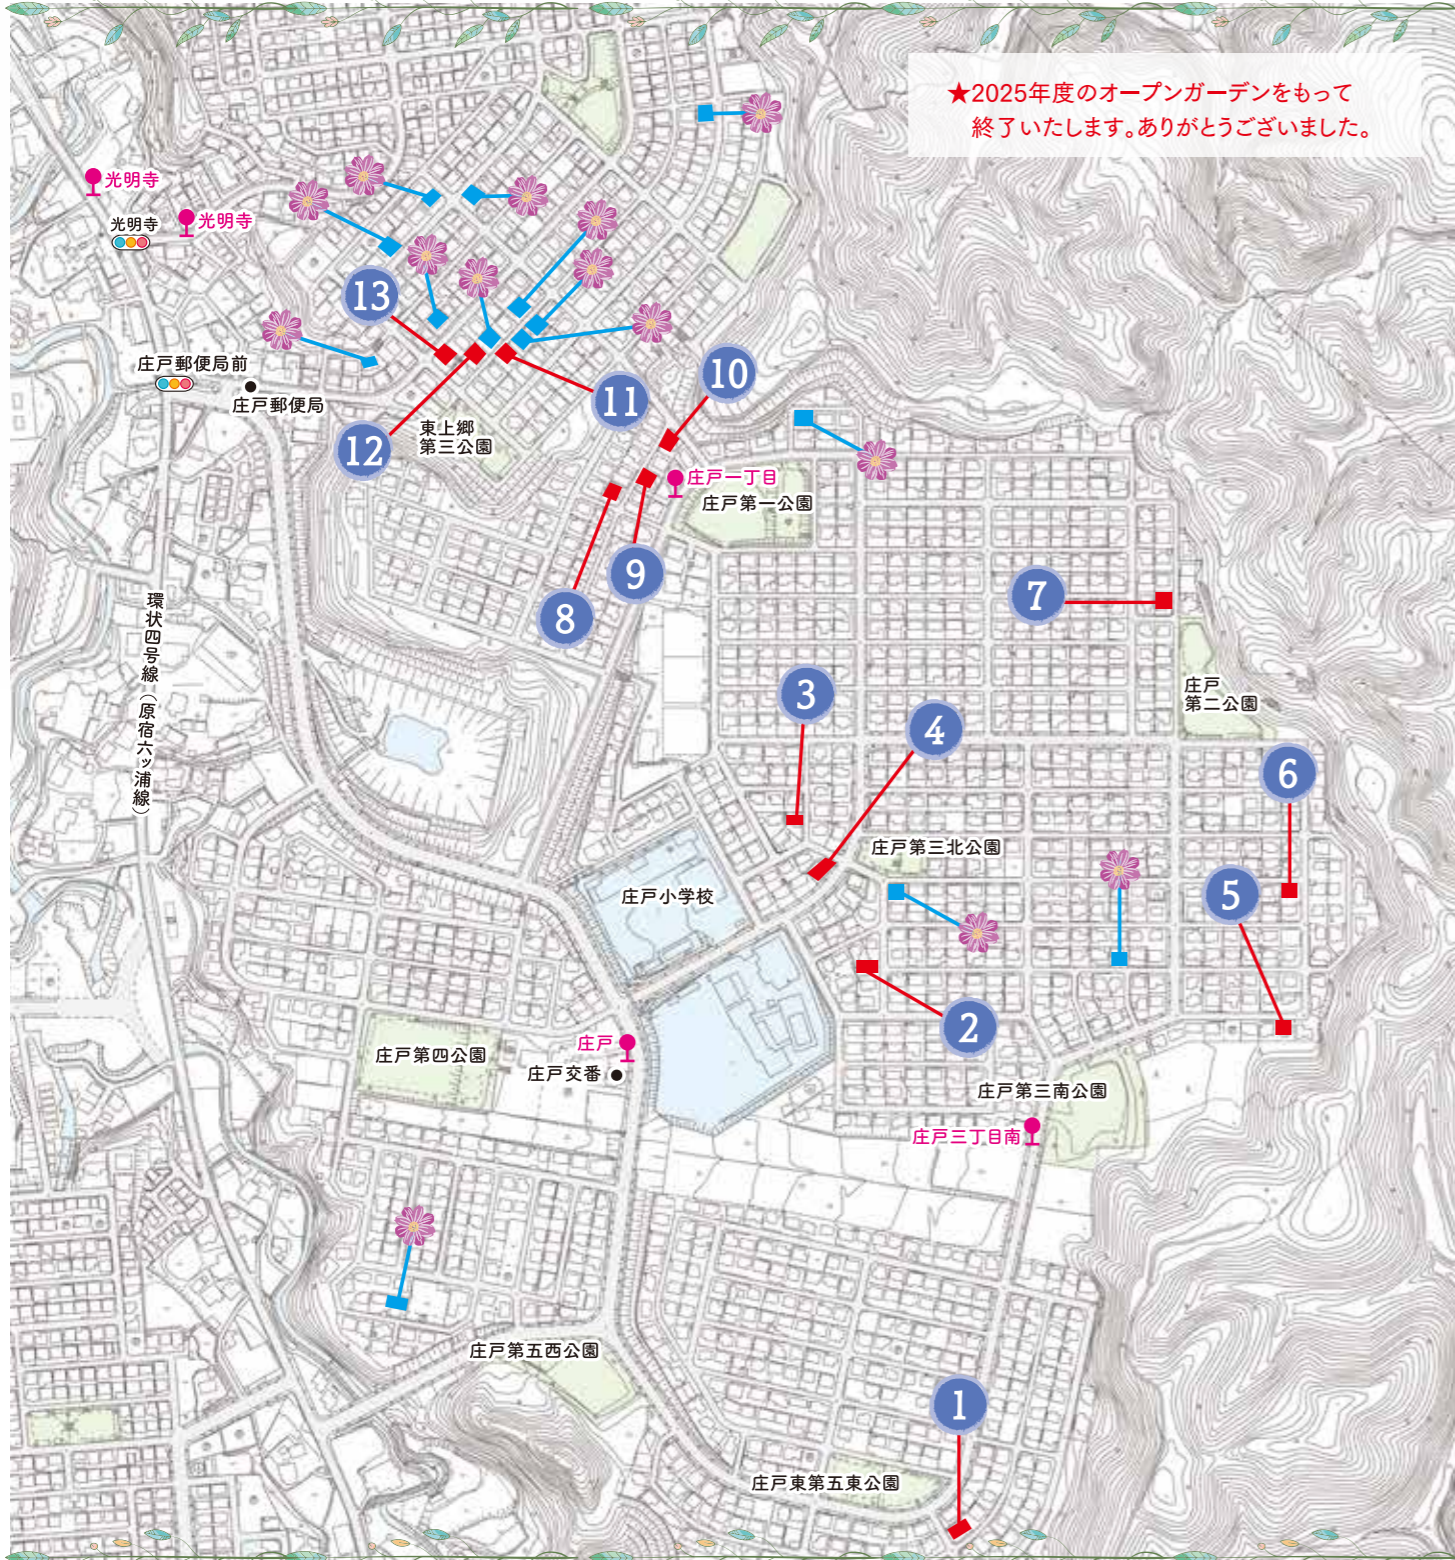 ★2025年度のオープンガーデンをもって
終了いたします。ありがとうございました。
光明寺
光明寺
光明寺
13
庄戸郵便局前
庄戸郵便局
10
11
12
東上郷
第三公園
庄戸一丁目
庄戸第一公園
9
8
7
環状四号線（原宿六ッ浦線）
庄戸
第二公園
3
4
6
庄戸第三北公園
庄戸小学校
5
2
庄戸
庄戸第四公園
庄戸交番
庄戸第三南公園
庄戸三丁目南
庄戸第五西公園
1
庄戸東第五東公園